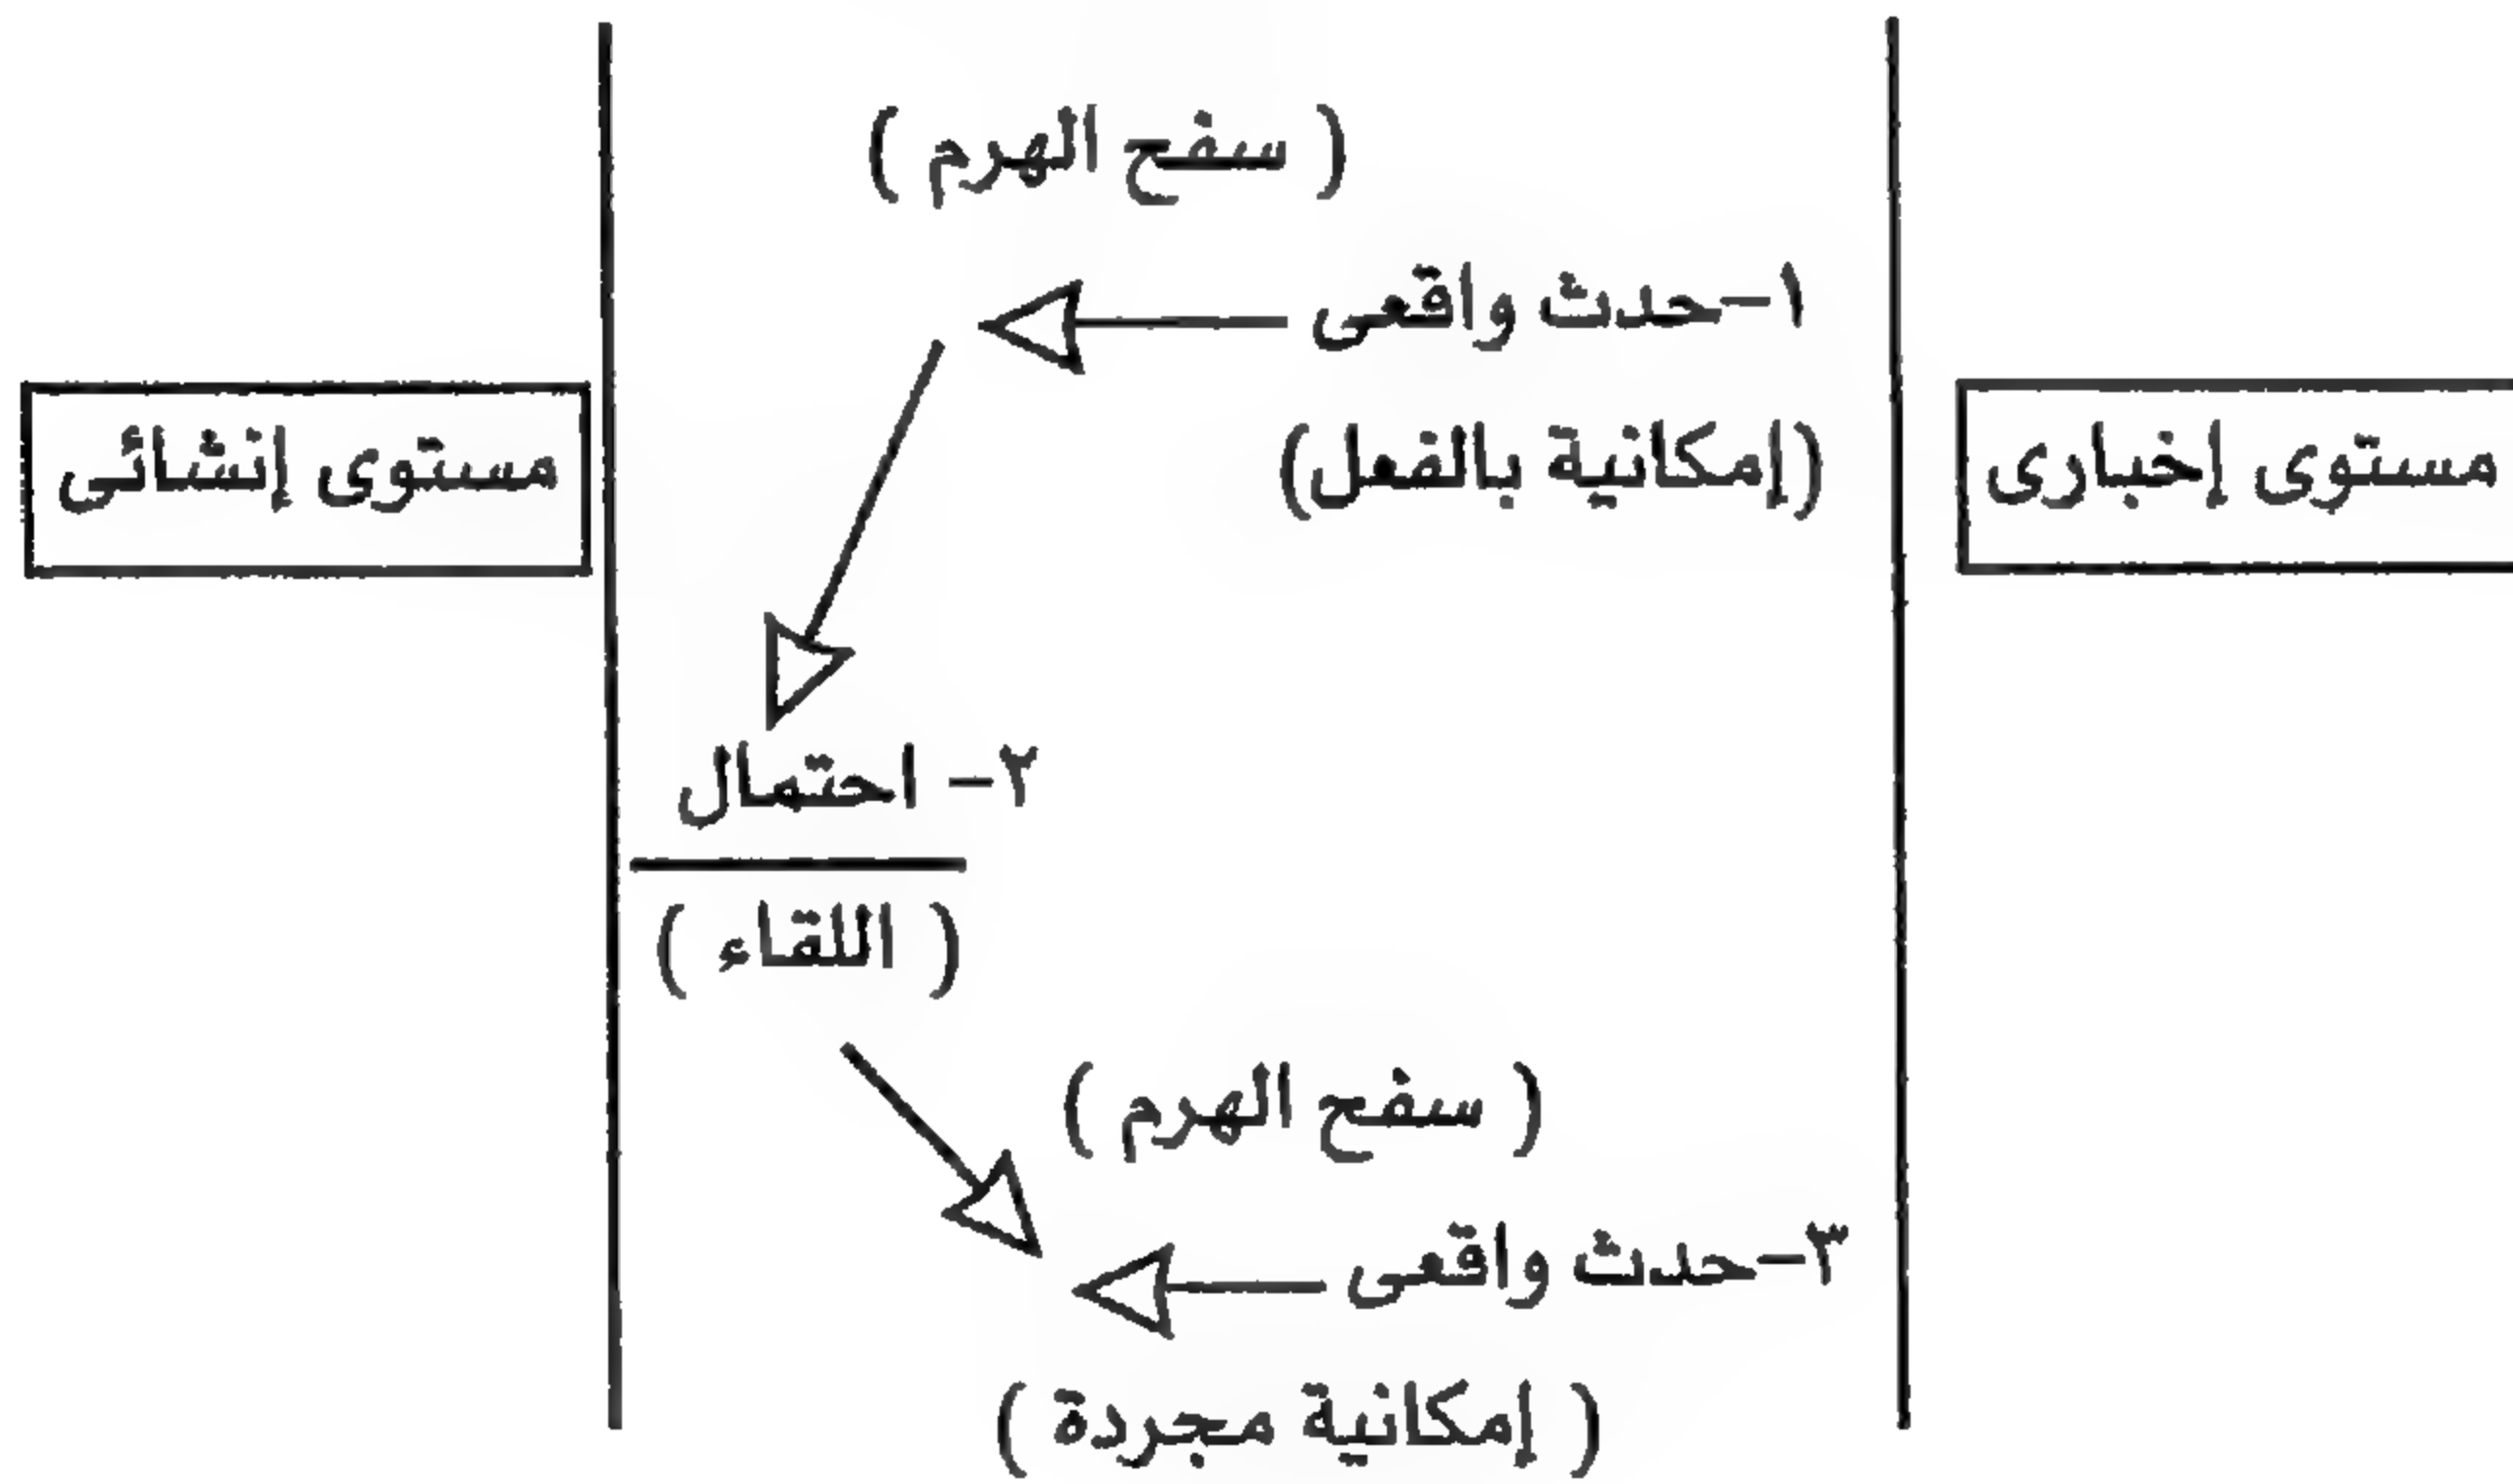 ( سفح الهرم )
١-حدث واقعى
(إمكانية بالفعل)
مستوى إخبارى
مستوى إنشائى
٢- احتمال
( اللقاء )
( سفح الهرم )
٣-حدث واقعى
( إمكانية مجردة )